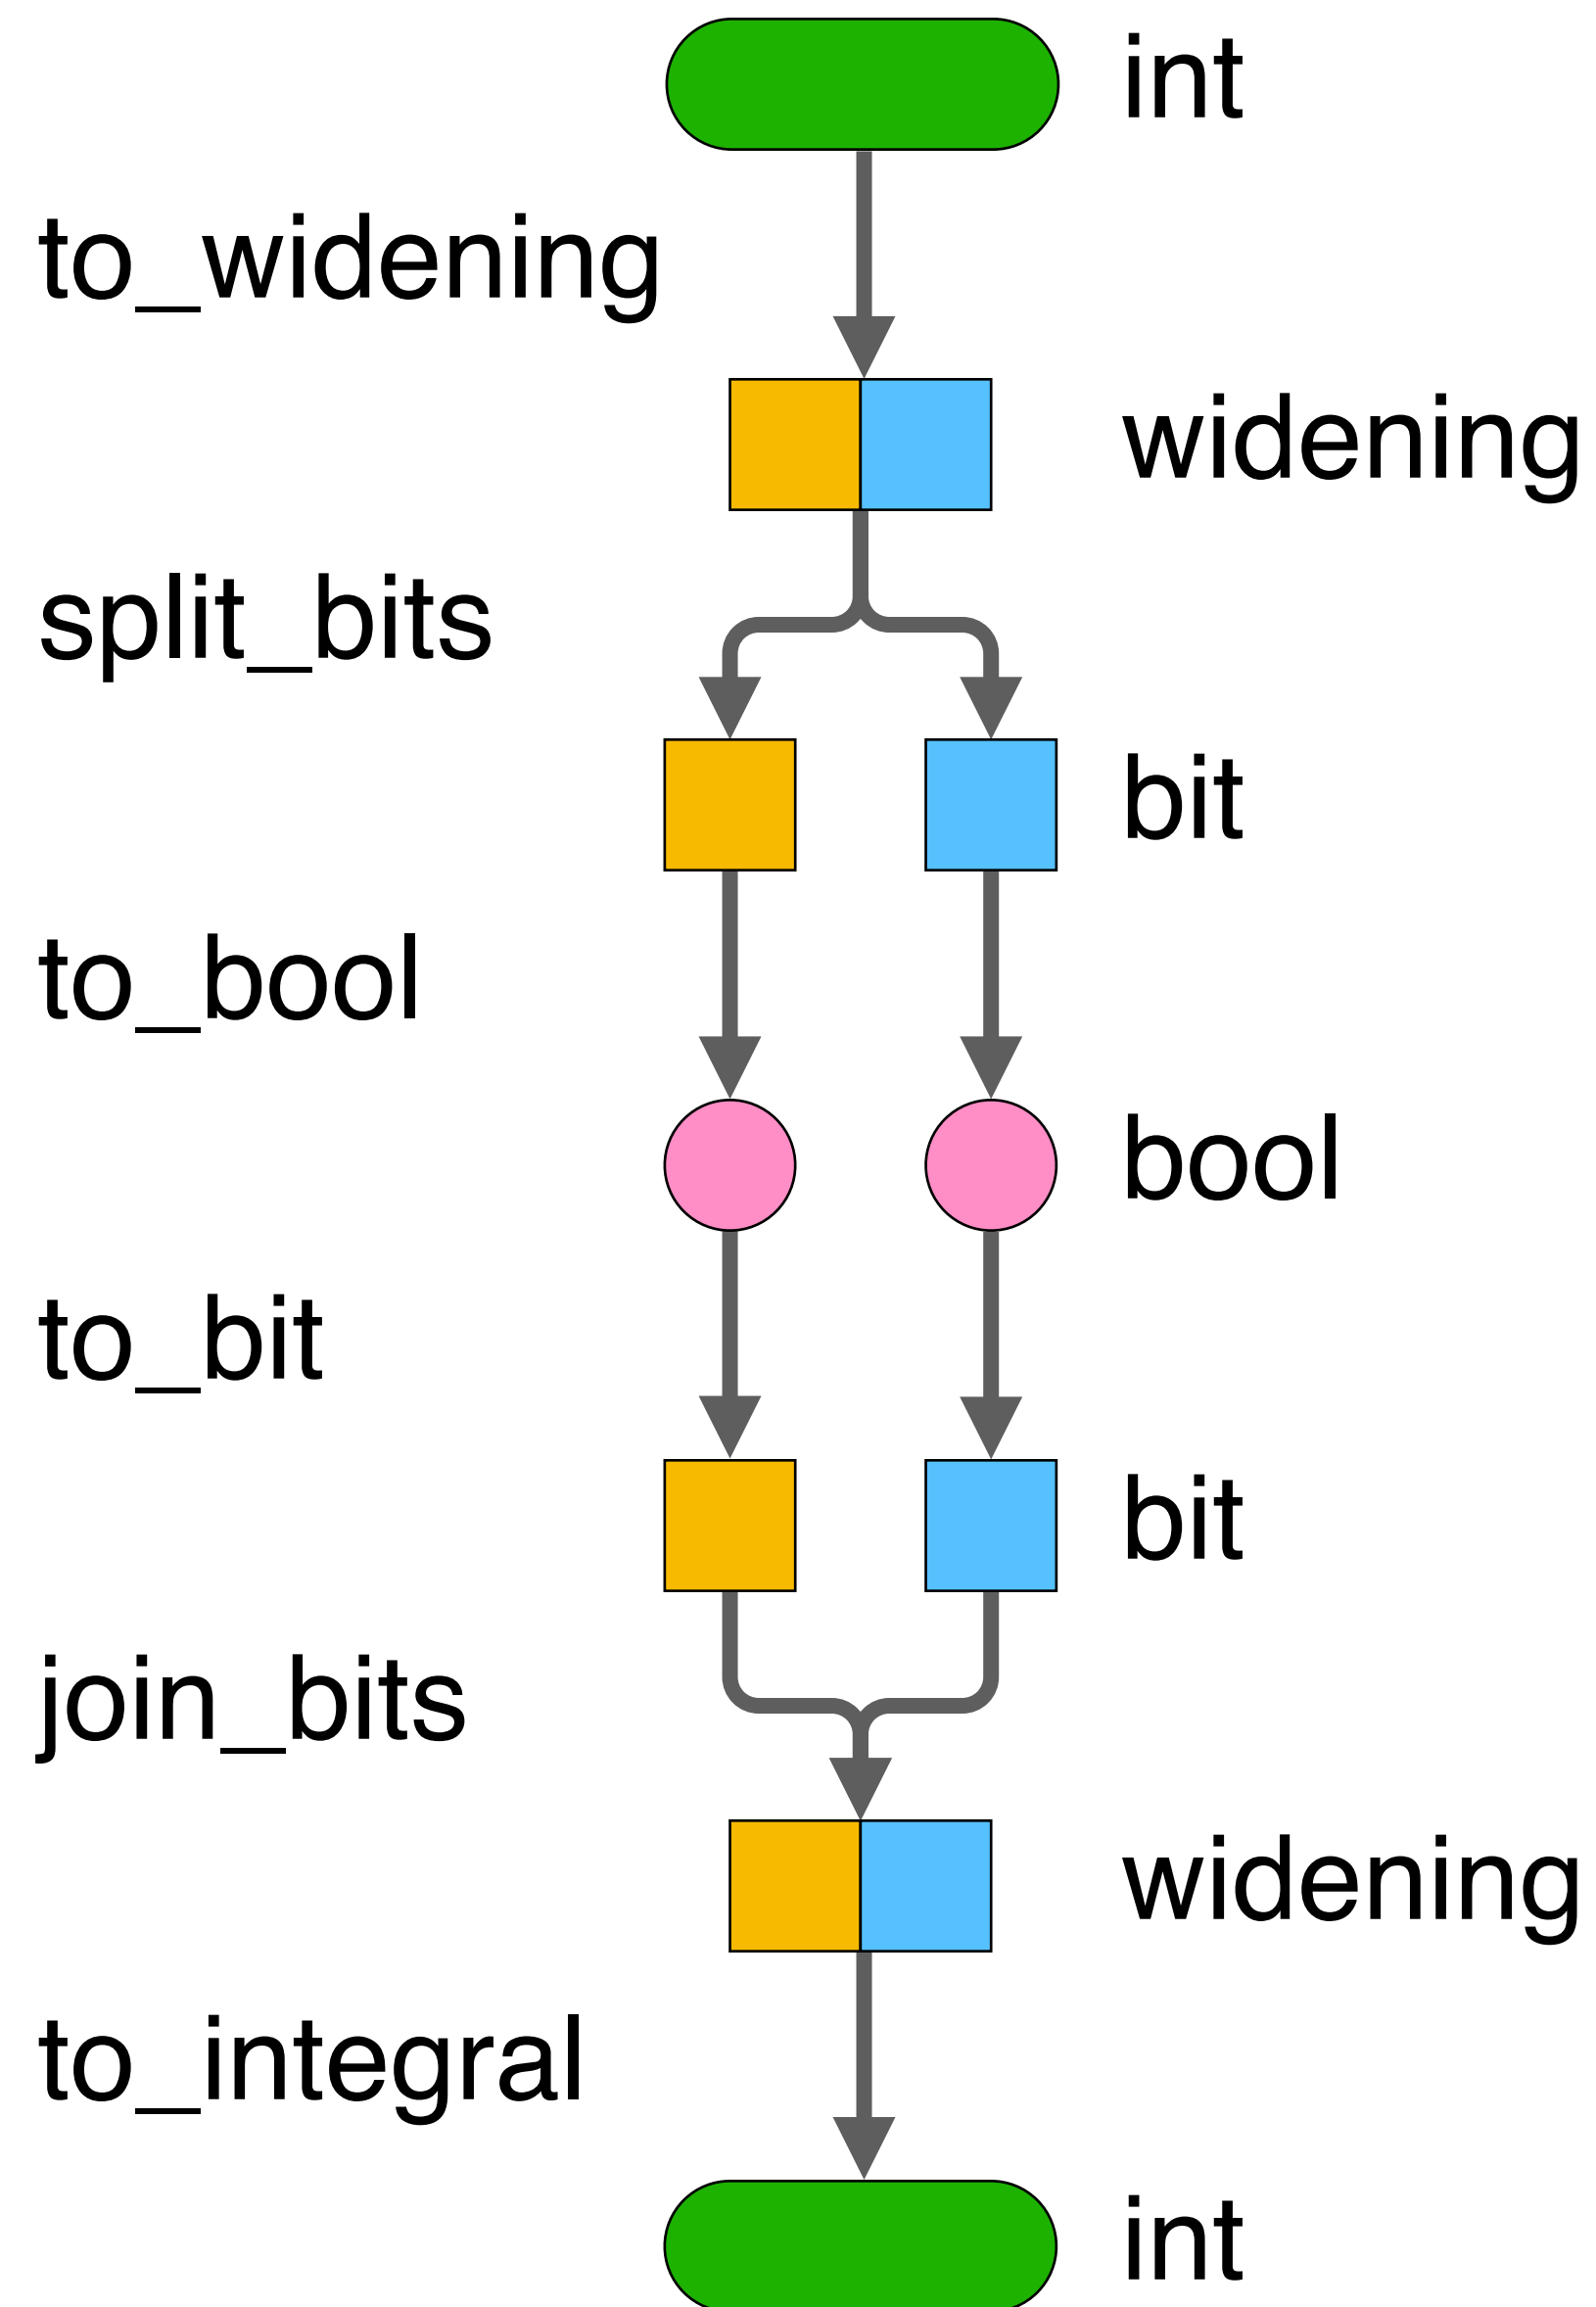 int
to_widening
widening
split_bits
bit
to_bool
bool
to_bit
bit
join_bits
widening
to_integral
int